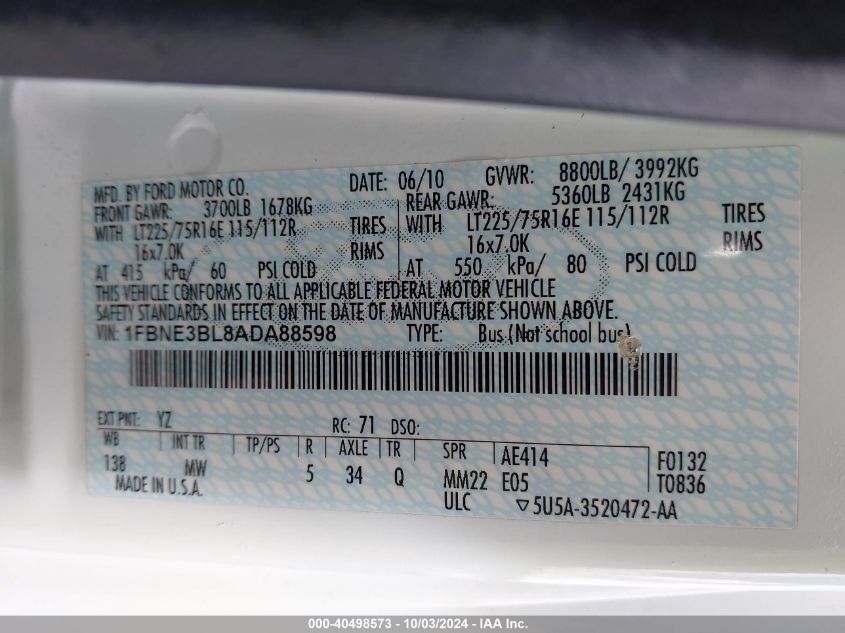 MFD. BY FORD MOTOR CO. DATE: 06/10 GVWR: 8800LB/ 3992KG
FRONT GAWR: 3700LB 1678KG REAR GAWR: 5360LB 2431KG
WITH LT225/75R16E 115/112R TIRES WITH LT225/75R16E 115/112R TIRES
16x7.0K RIMS 16x7.0K RIMS
AT 415 kPa/ 60 PSI COLD AT 550 kPa/ 80 PSI COLD
THIS VEHICLE CONFORMS TO ALL APPLICABLE FEDERAL MOTOR VEHICLE
SAFETY STANDARDS IN EFFECT ON THE DATE OF MANUFACTURE SHOWN ABOVE.
VIN: 1FBNE3BL8ADA88598 TYPE: Bus (Not school bus)
EXT PNT: YZ RC: 71 DSO:
WB INT TR TP/PS R AXLE TR SPR AE414 F0132
138 MW 5 34 Q MM22 E05 T0836
MADE IN U.S.A. ULC ▽5U5A-3520472-AA
000-40498573 - 10/03/2024 - IAA Inc.